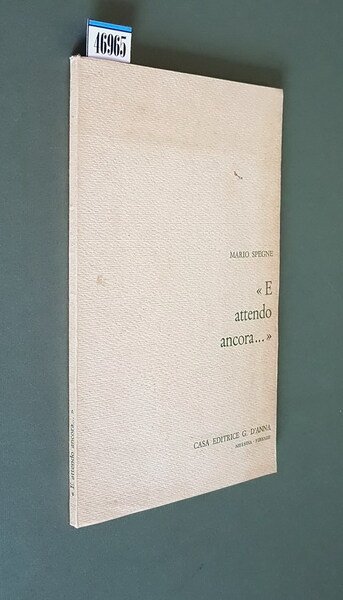 46965
MARIO SPEGNE
« E
attendo
ancora... »
CASA EDITRICE G. D'ANNA
MESSINA - FIRENZE
« E attendo ancora... »